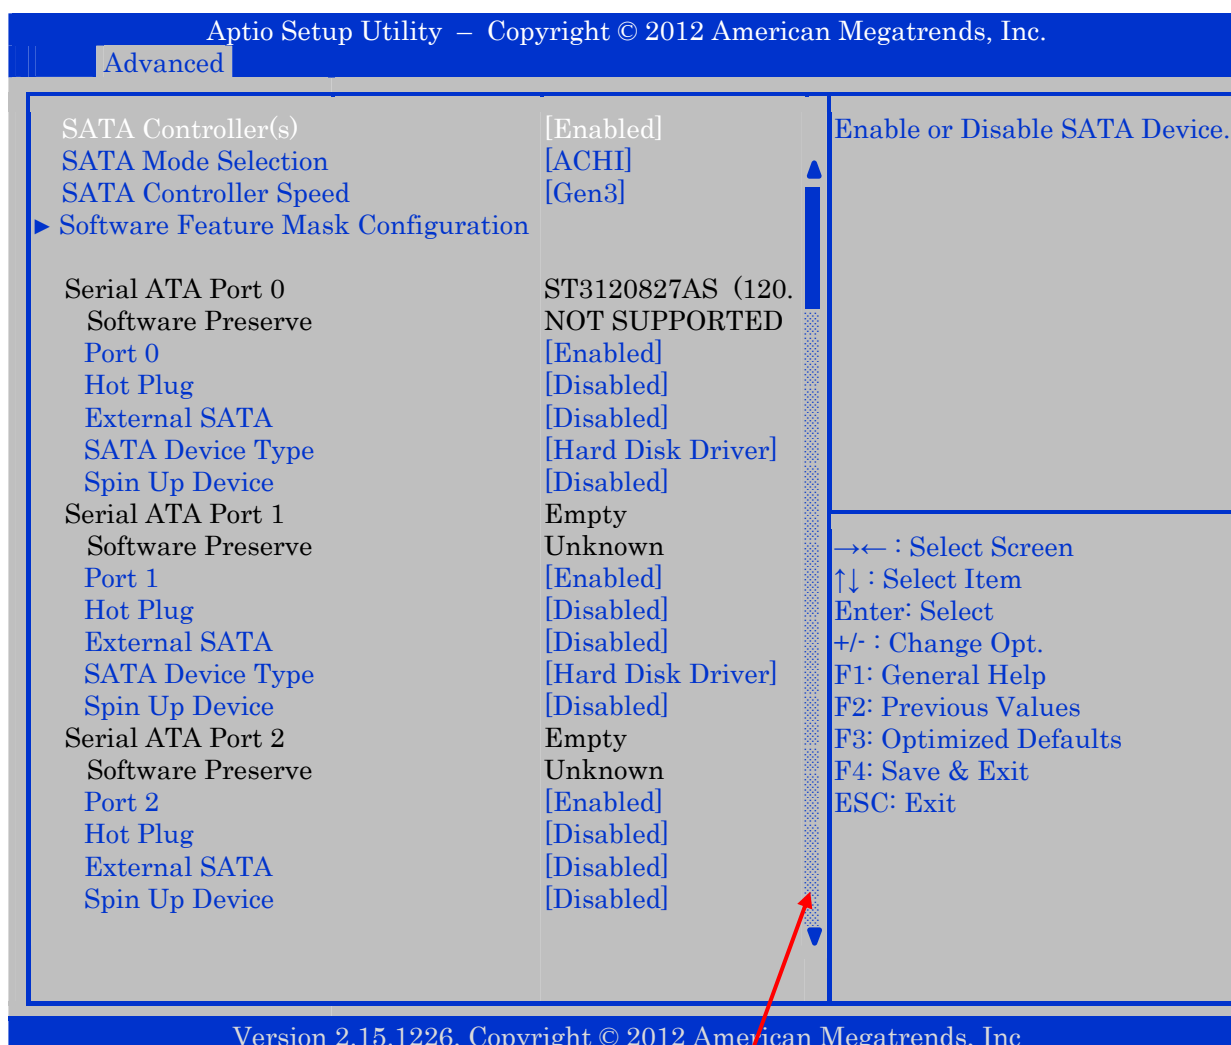 Aptio Setup Utility – Copyright © 2012 American Megatrends, Inc.
Advanced
SATA Controller(s) [Enabled]
SATA Mode Selection [ACHI]
SATA Controller Speed [Gen3]
► Software Feature Mask Configuration
Serial ATA Port 0 ST3120827AS (120.
Software Preserve NOT SUPPORTED
Port 0 [Enabled]
Hot Plug [Disabled]
External SATA [Disabled]
SATA Device Type [Hard Disk Driver]
Spin Up Device [Disabled]
Serial ATA Port 1 Empty
Software Preserve Unknown
Port 1 [Enabled]
Hot Plug [Disabled]
External SATA [Disabled]
SATA Device Type [Hard Disk Driver]
Spin Up Device [Disabled]
Serial ATA Port 2 Empty
Software Preserve Unknown
Port 2 [Enabled]
Hot Plug [Disabled]
External SATA [Disabled]
Spin Up Device [Disabled]
Enable or Disable SATA Device.
→← : Select Screen
↑↓ : Select Item
Enter: Select
+/- : Change Opt.
F1: General Help
F2: Previous Values
F3: Optimized Defaults
F4: Save & Exit
ESC: Exit
Version 2.15.1226. Copyright © 2012 American Megatrends, Inc